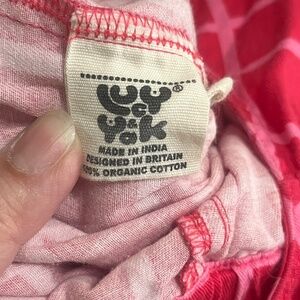 Lucy
&
Yak®
MADE IN INDIA
DESIGNED IN BRITAIN
100% ORGANIC COTTON